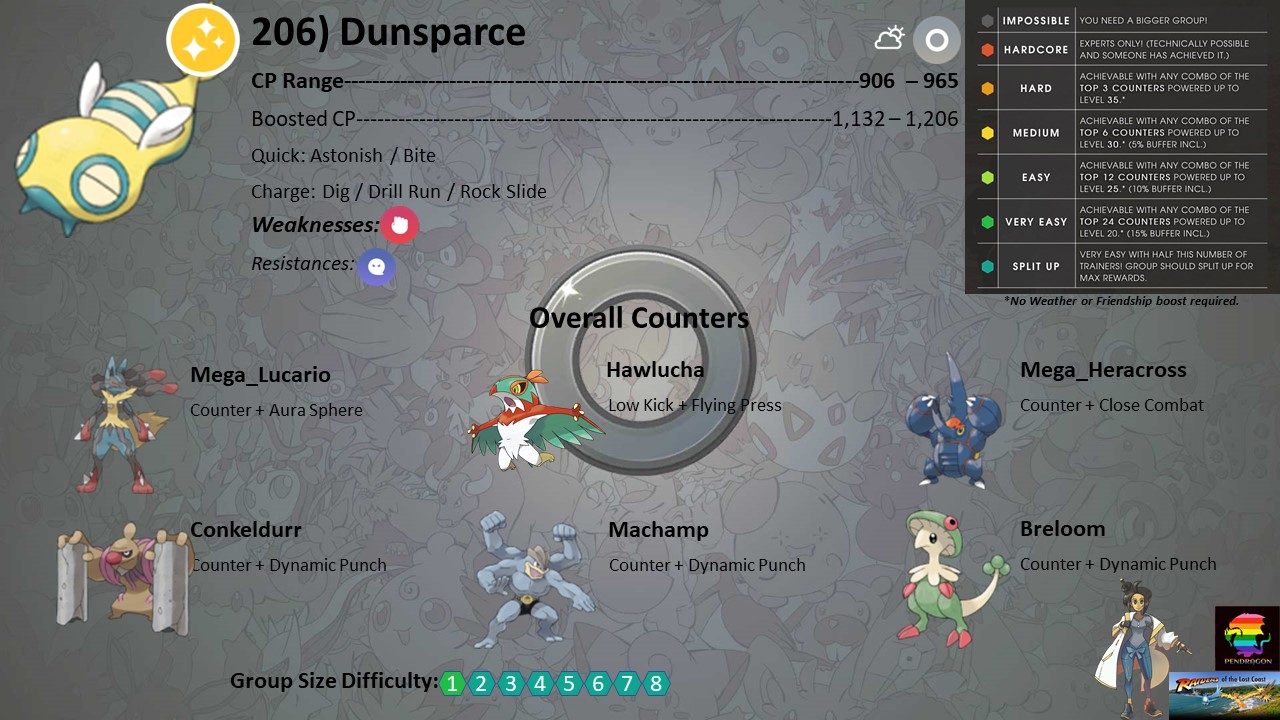 206) Dunsparce
CP Range---906 – 965
Boosted CP---1,132 – 1,206
Quick: Astonish / Bite
Charge: Dig / Drill Run / Rock Slide
Weaknesses:
Resistances:
IMPOSSIBLE YOU NEED A BIGGER GROUP!
HARDCORE EXPERTS ONLY! (TECHNICALLY POSSIBLE
AND SOMEONE HAS ACHIEVED IT.)
HARD ACHIEVABLE WITH ANY COMBO OF THE
TOP 3 COUNTERS POWERED UP TO
LEVEL 35.*
MEDIUM ACHIEVABLE WITH ANY COMBO OF THE
TOP 6 COUNTERS POWERED UP TO
LEVEL 30.* (5% BUFFER INCL.)
EASY ACHIEVABLE WITH ANY COMBO OF THE
TOP 12 COUNTERS POWERED UP TO
LEVEL 25.* (10% BUFFER INCL.)
VERY EASY ACHIEVABLE WITH ANY COMBO OF THE
TOP 24 COUNTERS POWERED UP TO
LEVEL 20.* (15% BUFFER INCL.)
SPLIT UP VERY EASY WITH HALF THIS NUMBER OF
TRAINERS! GROUP SHOULD SPLIT UP FOR
MAX REWARDS.
*No Weather or Friendship boost required.
Overall Counters
Mega_Lucario
Counter + Aura Sphere
Hawlucha
Low Kick + Flying Press
Mega_Heracross
Counter + Close Combat
Conkeldurr
Counter + Dynamic Punch
Machamp
Counter + Dynamic Punch
Breloom
Counter + Dynamic Punch
Group Size Difficulty: 1 2 3 4 5 6 7 8
PENDRAGON
RAIDERS of the Lost Coast